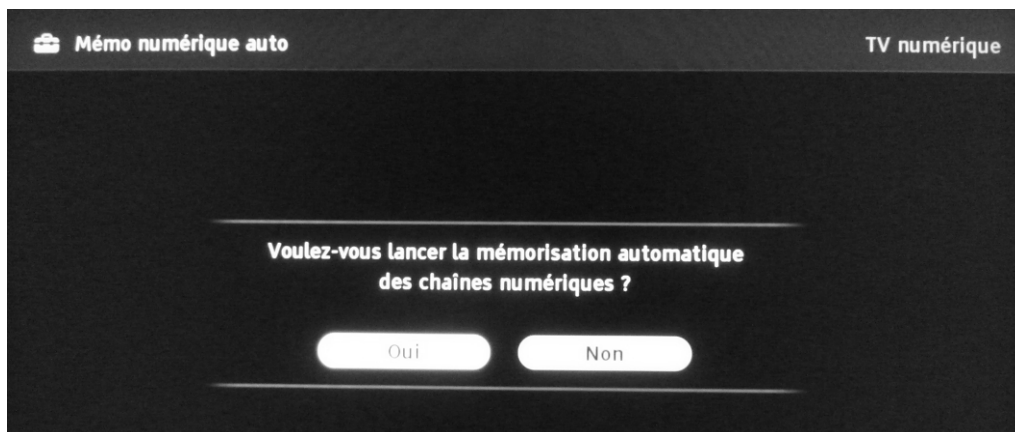 Mémo numérique auto
TV numérique
Voulez-vous lancer la mémorisation automatique
des chaînes numériques ?
Oui
Non